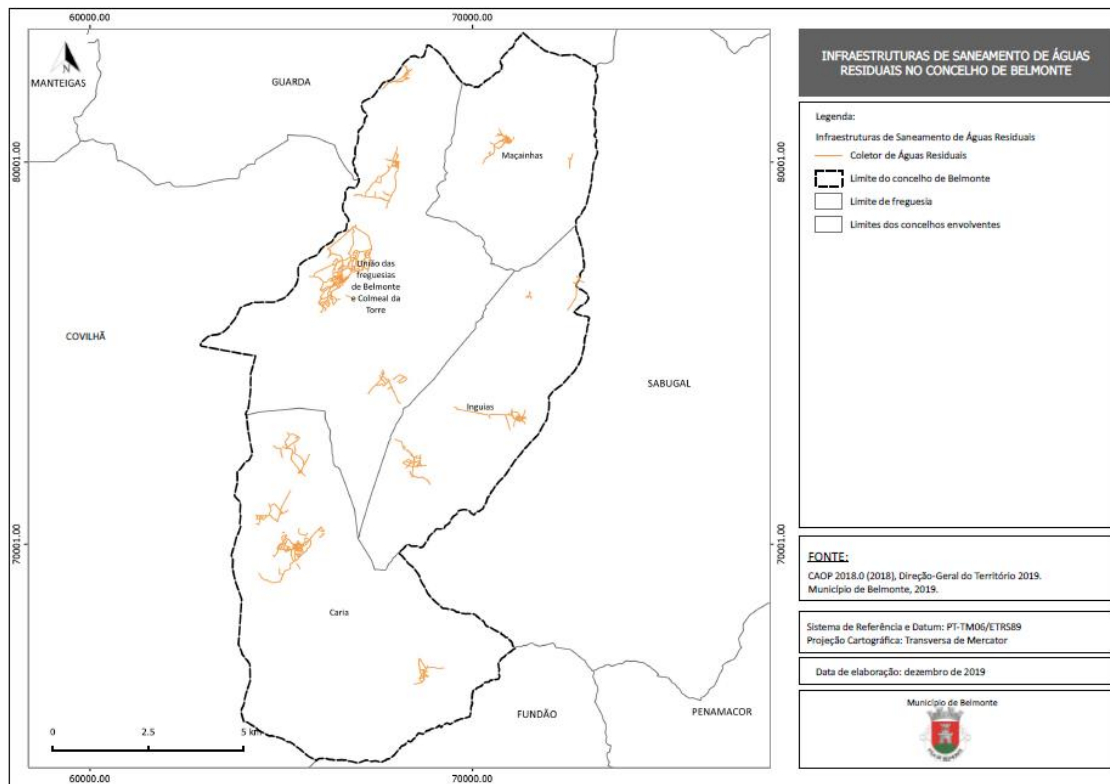 60000.00
70000.00
MANTEIGAS
GUARDA
80001.00
80001.00
Maçainhas
União das
freguesias
de Belmonte
e Colmeal da
Torre
COVILHÃ
SABUGAL
Inguias
70001.00
70001.00
Caria
FUNDÃO
PENAMACOR
0
2.5
5 km
60000.00
70000.00
N
INFRAESTRUTURAS DE SANEAMENTO DE ÁGUAS
RESIDUAIS NO CONCELHO DE BELMONTE
Legenda:
Infraestruturas de Saneamento de Águas Residuais
Coletor de Águas Residuais
Limite do concelho de Belmonte
Limite de freguesia
Limites dos concelhos envolventes
FONTE:
CAOP 2018.0 (2018), Direção-Geral do Território 2019.
Município de Belmonte, 2019.
Sistema de Referência e Datum: PT-TM06/ETRS89
Projeção Cartográfica: Transversa de Mercator
Data de elaboração: dezembro de 2019
Município de Belmonte